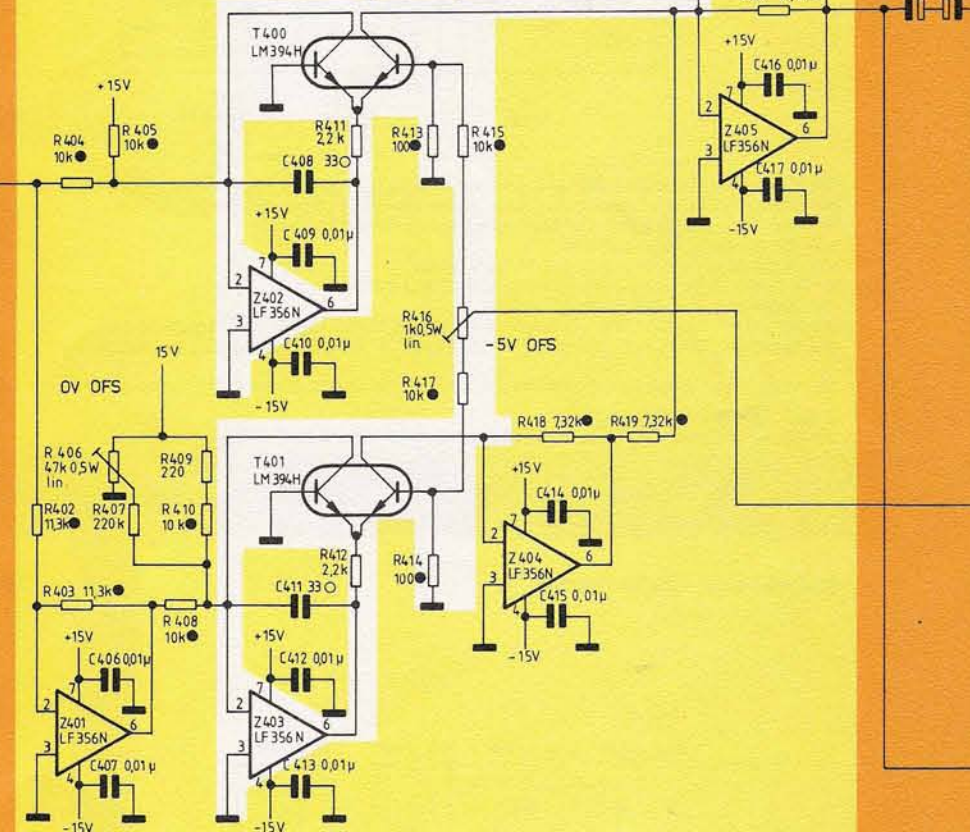 T400
LM394H
+15V
R404
10k
R405
10k
R411
2,2 k
R413
100
R415
10k
C408 33
+15V
C409 0,01µ
7
2
Z402
LF356N
6
3
4
C410 0,01µ
-15V
+15V
C416 0,01µ
7
2
Z405
LF356N
6
3
4
C417 0,01µ
-15V
R416
1k0,5W
lin.
-5V OFS
R417
10k
0V OFS
15V
R406
47k0,5W
lin.
R409
220
R402
11,3k
R407
220k
R410
10k
T401
LM394H
R418 7,32k
R419 7,32k
+15V
C414 0,01µ
7
2
Z404
LF356N
6
3
4
C415 0,01µ
-15V
R412
2,2k
R414
100
R403 11,3k
R408
10k
C411 33
+15V
C406 0,01µ
7
2
Z401
LF356N
6
3
4
C407 0,01µ
-15V
+15V
C412 0,01µ
7
2
Z403
LF356N
6
3
4
C413 0,01µ
-15V